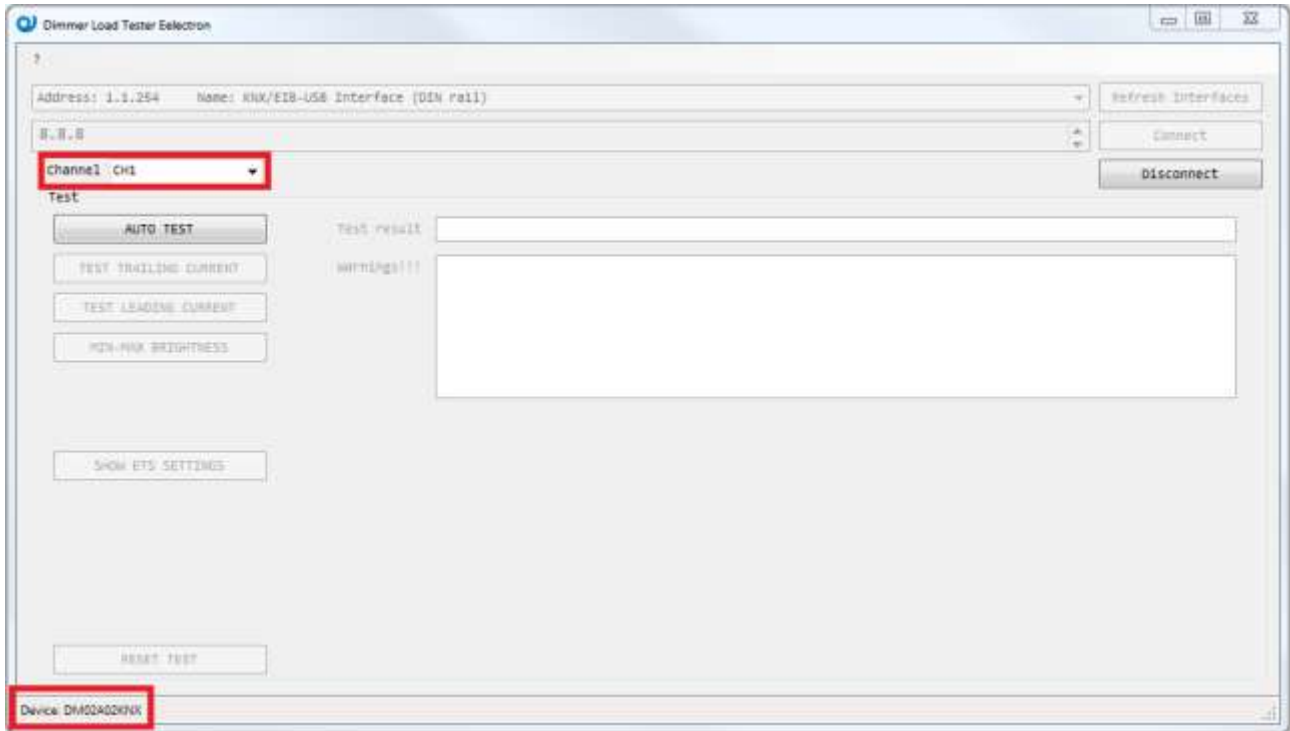 Dimmer Load Tester Eelectron
?
Address: 1.1.254 Name: KNX/EIB-USB Interface (DIN rail)
Refresh Interfaces
8.8.8
Connect
Channel CH1
Disconnect
Test
AUTO TEST
Test result
TEST TRAILING CURRENT
Warnings!!!
TEST LEADING CURRENT
MIN-MAX BRIGHTNESS
SHOW ETS SETTINGS
RESET TEST
Device: DM02A02KNX